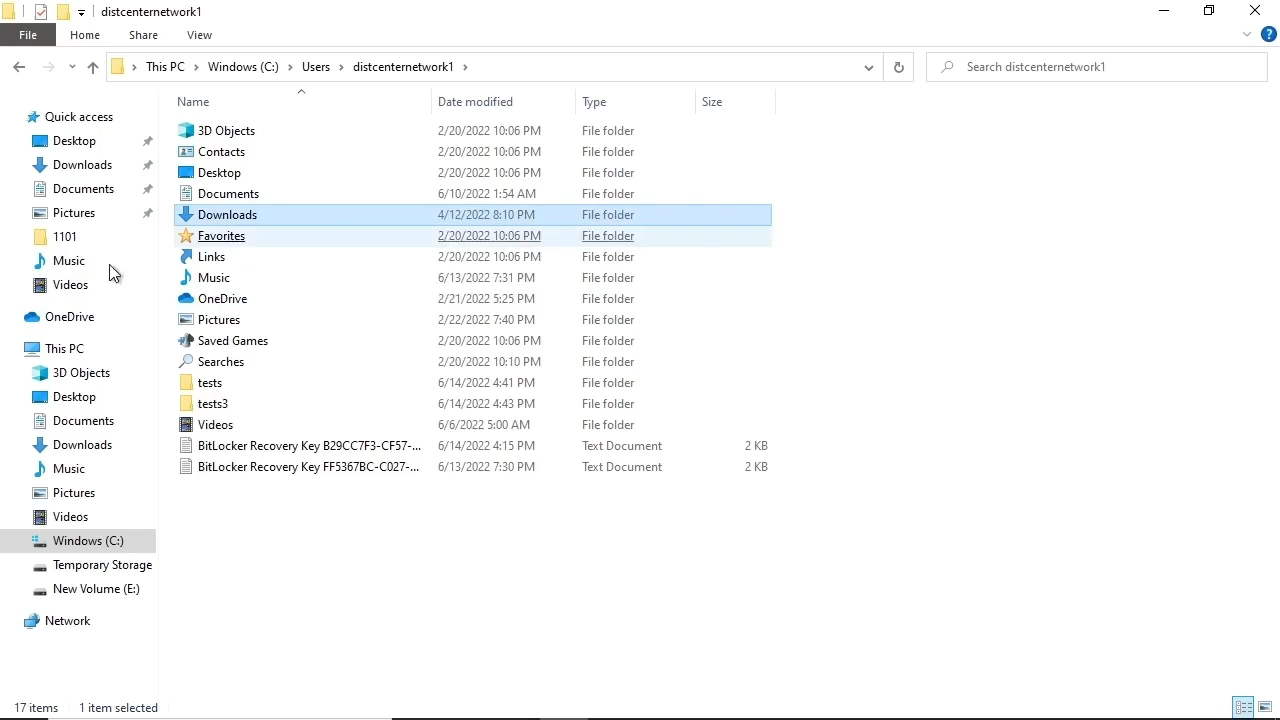 distcenternetwork1
File Home Share View
This PC Windows (C:) Users distcenternetwork1
Search distcenternetwork1
Quick access
Desktop
Downloads
Documents
Pictures
1101
Music
Videos
OneDrive
This PC
3D Objects
Desktop
Documents
Downloads
Music
Pictures
Videos
Windows (C:)
Temporary Storage
New Volume (E:)
Network
Name Date modified Type Size
3D Objects 2/20/2022 10:06 PM File folder
Contacts 2/20/2022 10:06 PM File folder
Desktop 2/20/2022 10:06 PM File folder
Documents 6/10/2022 1:54 AM File folder
Downloads 4/12/2022 8:10 PM File folder
Favorites 2/20/2022 10:06 PM File folder
Links 2/20/2022 10:06 PM File folder
Music 6/13/2022 7:31 PM File folder
OneDrive 2/21/2022 5:25 PM File folder
Pictures 2/22/2022 7:40 PM File folder
Saved Games 2/20/2022 10:06 PM File folder
Searches 2/20/2022 10:10 PM File folder
tests 6/14/2022 4:41 PM File folder
tests3 6/14/2022 4:43 PM File folder
Videos 6/6/2022 5:00 AM File folder
BitLocker Recovery Key B29CC7F3-CF57-... 6/14/2022 4:15 PM Text Document 2 KB
BitLocker Recovery Key FF5367BC-C027-... 6/13/2022 7:30 PM Text Document 2 KB
17 items 1 item selected